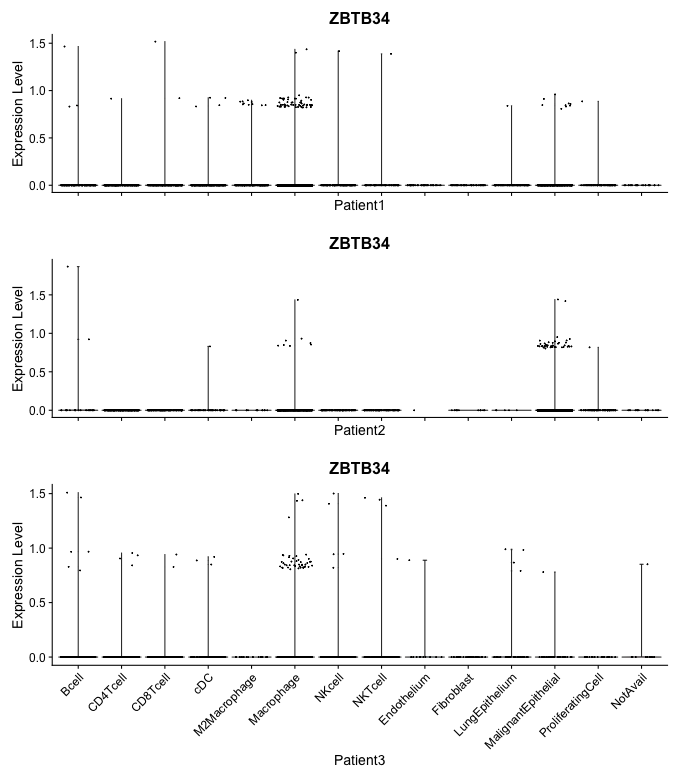 ZBTB34
Expression Level
1.5
1.0
0.5
0.0
Patient1
ZBTB34
Expression Level
1.5
1.0
0.5
0.0
Patient2
ZBTB34
Expression Level
1.5
1.0
0.5
0.0
Bcell
CD4Tcell
CD8Tcell
cDC
M2Macrophage
Macrophage
NKcell
NKTcell
Endothelium
Fibroblast
LungEpithelium
MalignantEpithelial
ProliferatingCell
NotAvail
Patient3